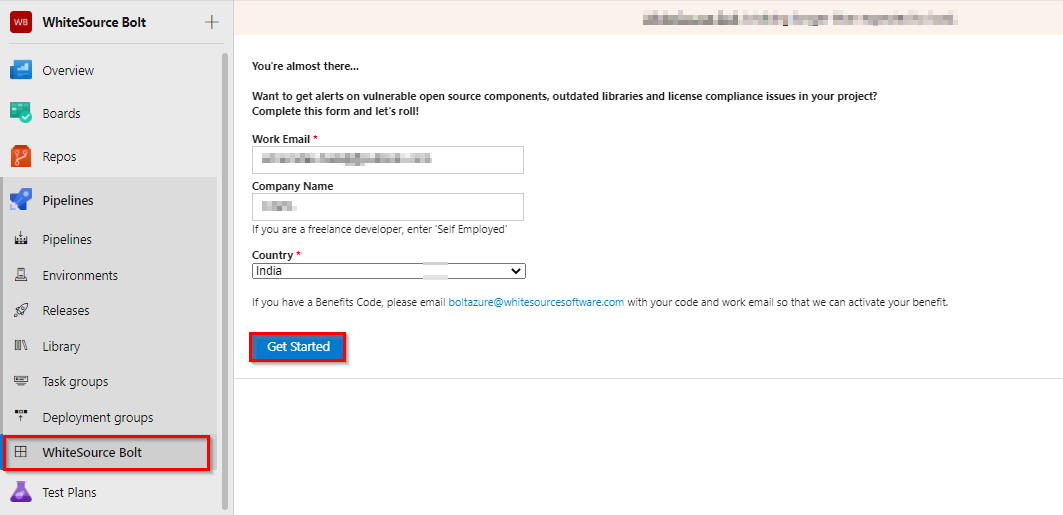 WB WhiteSource Bolt
Overview
Boards
Repos
Pipelines
Pipelines
Environments
Releases
Library
Task groups
Deployment groups
WhiteSource Bolt
Test Plans
You're almost there...
Want to get alerts on vulnerable open source components, outdated libraries and license compliance issues in your project?
Complete this form and let's roll!
Work Email *
Company Name
If you are a freelance developer, enter 'Self Employed'
Country *
India
If you have a Benefits Code, please email boltazure@whitesourcesoftware.com with your code and work email so that we can activate your benefit.
Get Started